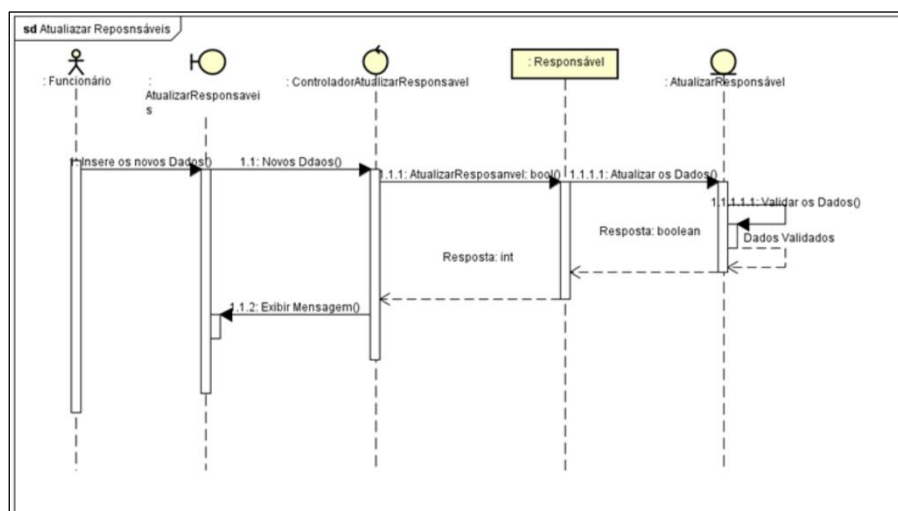 sd Atualiazar Reposnsáveis
: Funcionário
:
AtualizarResponsavei
s
: ControladorAtualizarResponsavel
: Responsável
: AtualizarResponsável
1: Insere os novos Dados()
1.1: Novos Ddaos()
1.1.1: AtualizarResposanvel: bool()
1.1.1.1: Atualizar os Dados()
1.1.1.1.1: Validar os Dados()
Dados Validados
Resposta: boolean
Resposta: int
1.1.2: Exibir Mensagem()